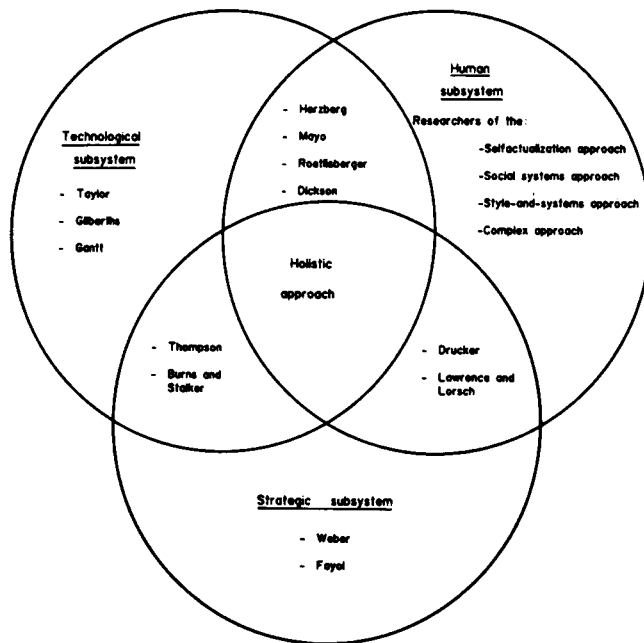 Technological
subsystem
- Taylor
- Gilberths
- Gantt
- Herzberg
- Mayo
- Roetflisberger
- Dickson
Human
subsystem
Researchers of the:
-Selfactualization approach
-Social systems approach
-Style-and-systems approach
-Complex approach
Holistic
approach
- Thompson
- Burns and
Stalker
- Drucker
- Lawrence and
Lorsch
Strategic subsystem
- Weber
- Fayol